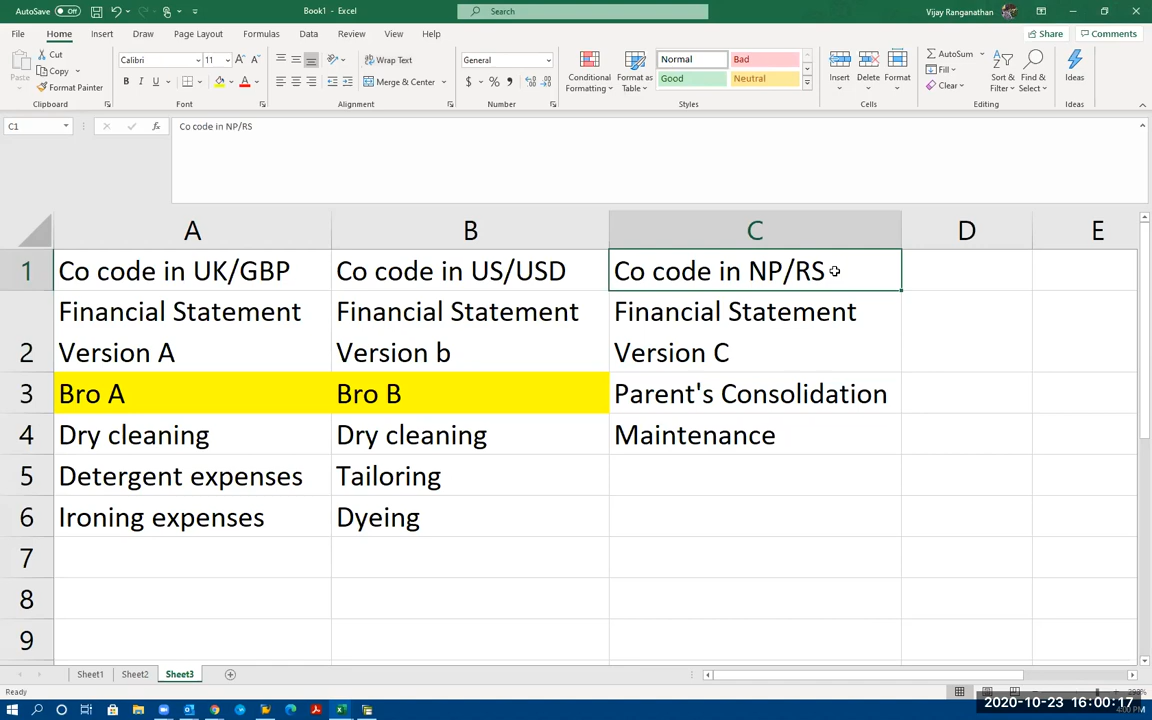 AutoSave Off
Book1 - Excel
Search
Vijay Ranganathan
File Home Insert Draw Page Layout Formulas Data Review View Help
Share Comments
Paste
Cut
Copy
Format Painter
Clipboard
Calibri 11
B I U
Font
Wrap Text
Merge & Center
Alignment
General
$ %
Number
Conditional
Formatting
Format as
Table
Normal Bad
Good Neutral
Styles
Insert Delete Format
Cells
AutoSum
Fill
Clear
Sort &
Filter
Find &
Select
Editing
Ideas
Ideas
C1 fx Co code in NP/RS
A B C D E
1 Co code in UK/GBP Co code in US/USD Co code in NP/RS
2 Financial Statement Version A Financial Statement Version b Financial Statement Version C
3 Bro A Bro B Parent's Consolidation
4 Dry cleaning Dry cleaning Maintenance
5 Detergent expenses Tailoring
6 Ironing expenses Dyeing
7
8
9
Sheet1 Sheet2 Sheet3
Ready
2020-10-23 16:00:17